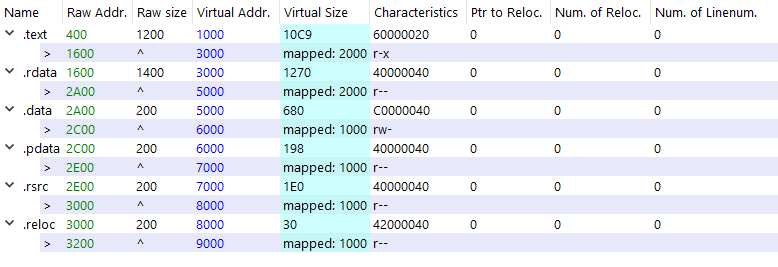 Name Raw Addr. Raw size Virtual Addr. Virtual Size Characteristics Ptr to Reloc. Num. of Reloc. Num. of Linenum.
.text 400 1200 1000 10C9 60000020 0 0 0
> 1600 ^ 3000 mapped: 2000 r-x
.rdata 1600 1400 3000 1270 40000040 0 0 0
> 2A00 ^ 5000 mapped: 2000 r--
.data 2A00 200 5000 680 C0000040 0 0 0
> 2C00 ^ 6000 mapped: 1000 rw-
.pdata 2C00 200 6000 198 40000040 0 0 0
> 2E00 ^ 7000 mapped: 1000 r--
.rsrc 2E00 200 7000 1E0 40000040 0 0 0
> 3000 ^ 8000 mapped: 1000 r--
.reloc 3000 200 8000 30 42000040 0 0 0
> 3200 ^ 9000 mapped: 1000 r--